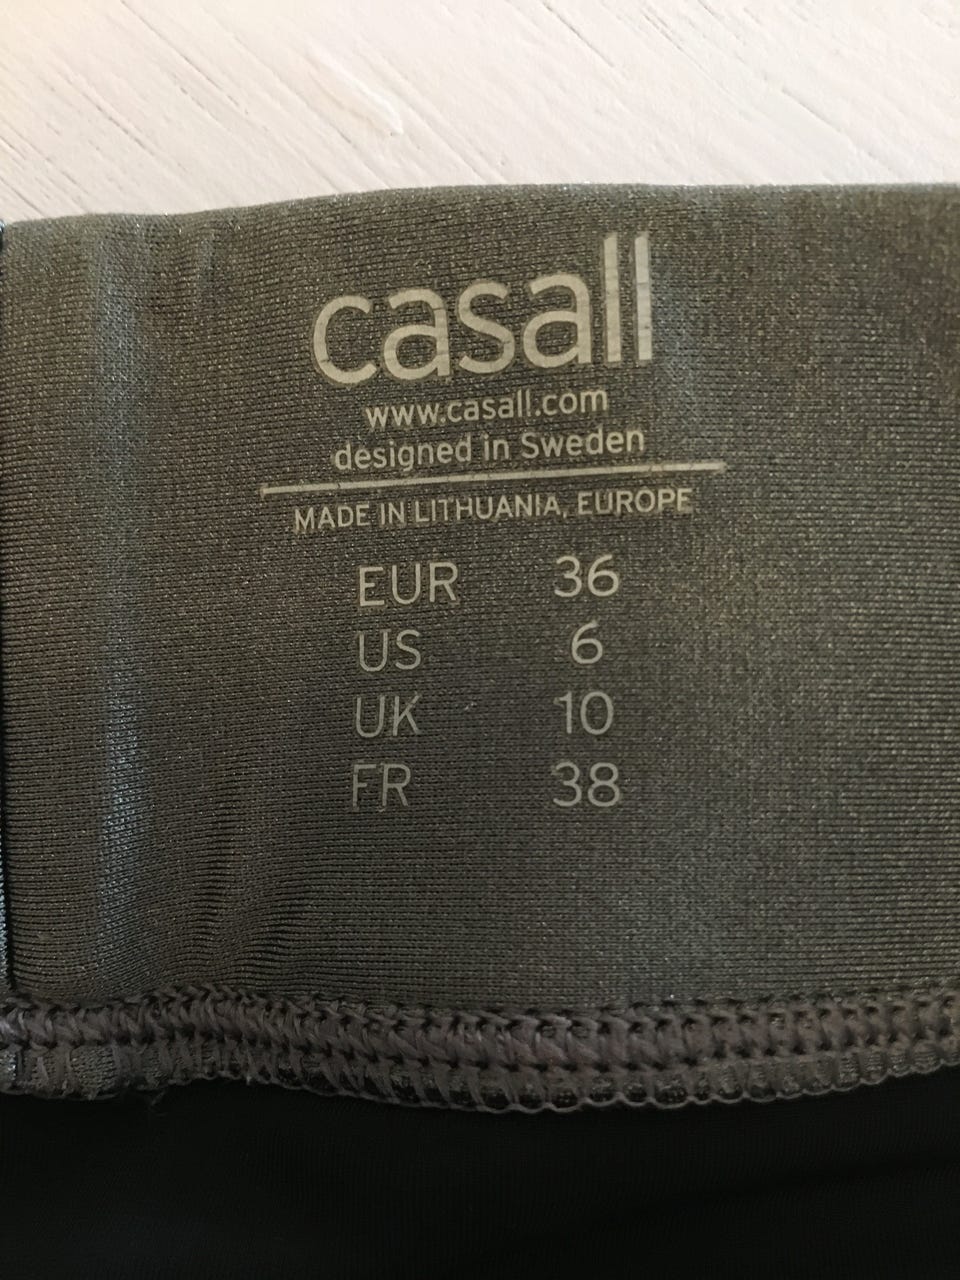 casall
www.casall.com
designed in Sweden
MADE IN LITHUANIA, EUROPE
EUR 36
US 6
UK 10
FR 38